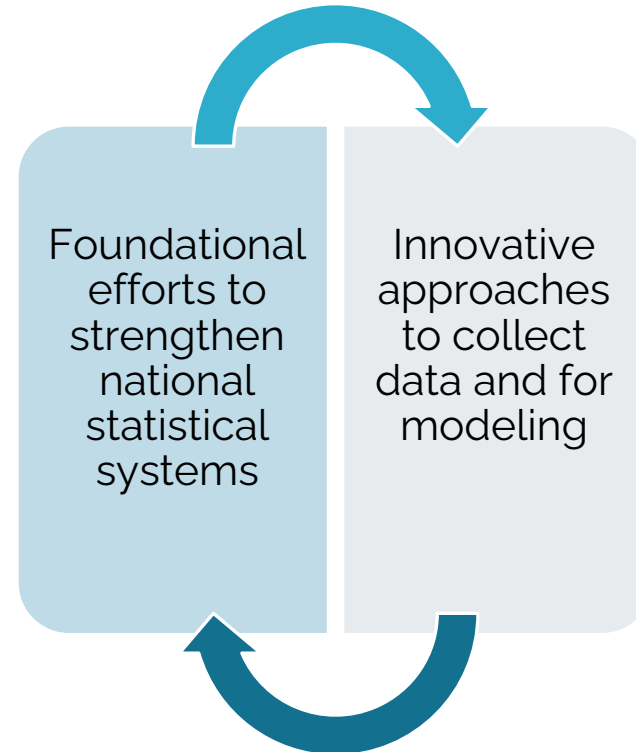 Foundational
efforts to
strengthen
national
statistical
systems
Innovative
approaches
to collect
data and for
modeling